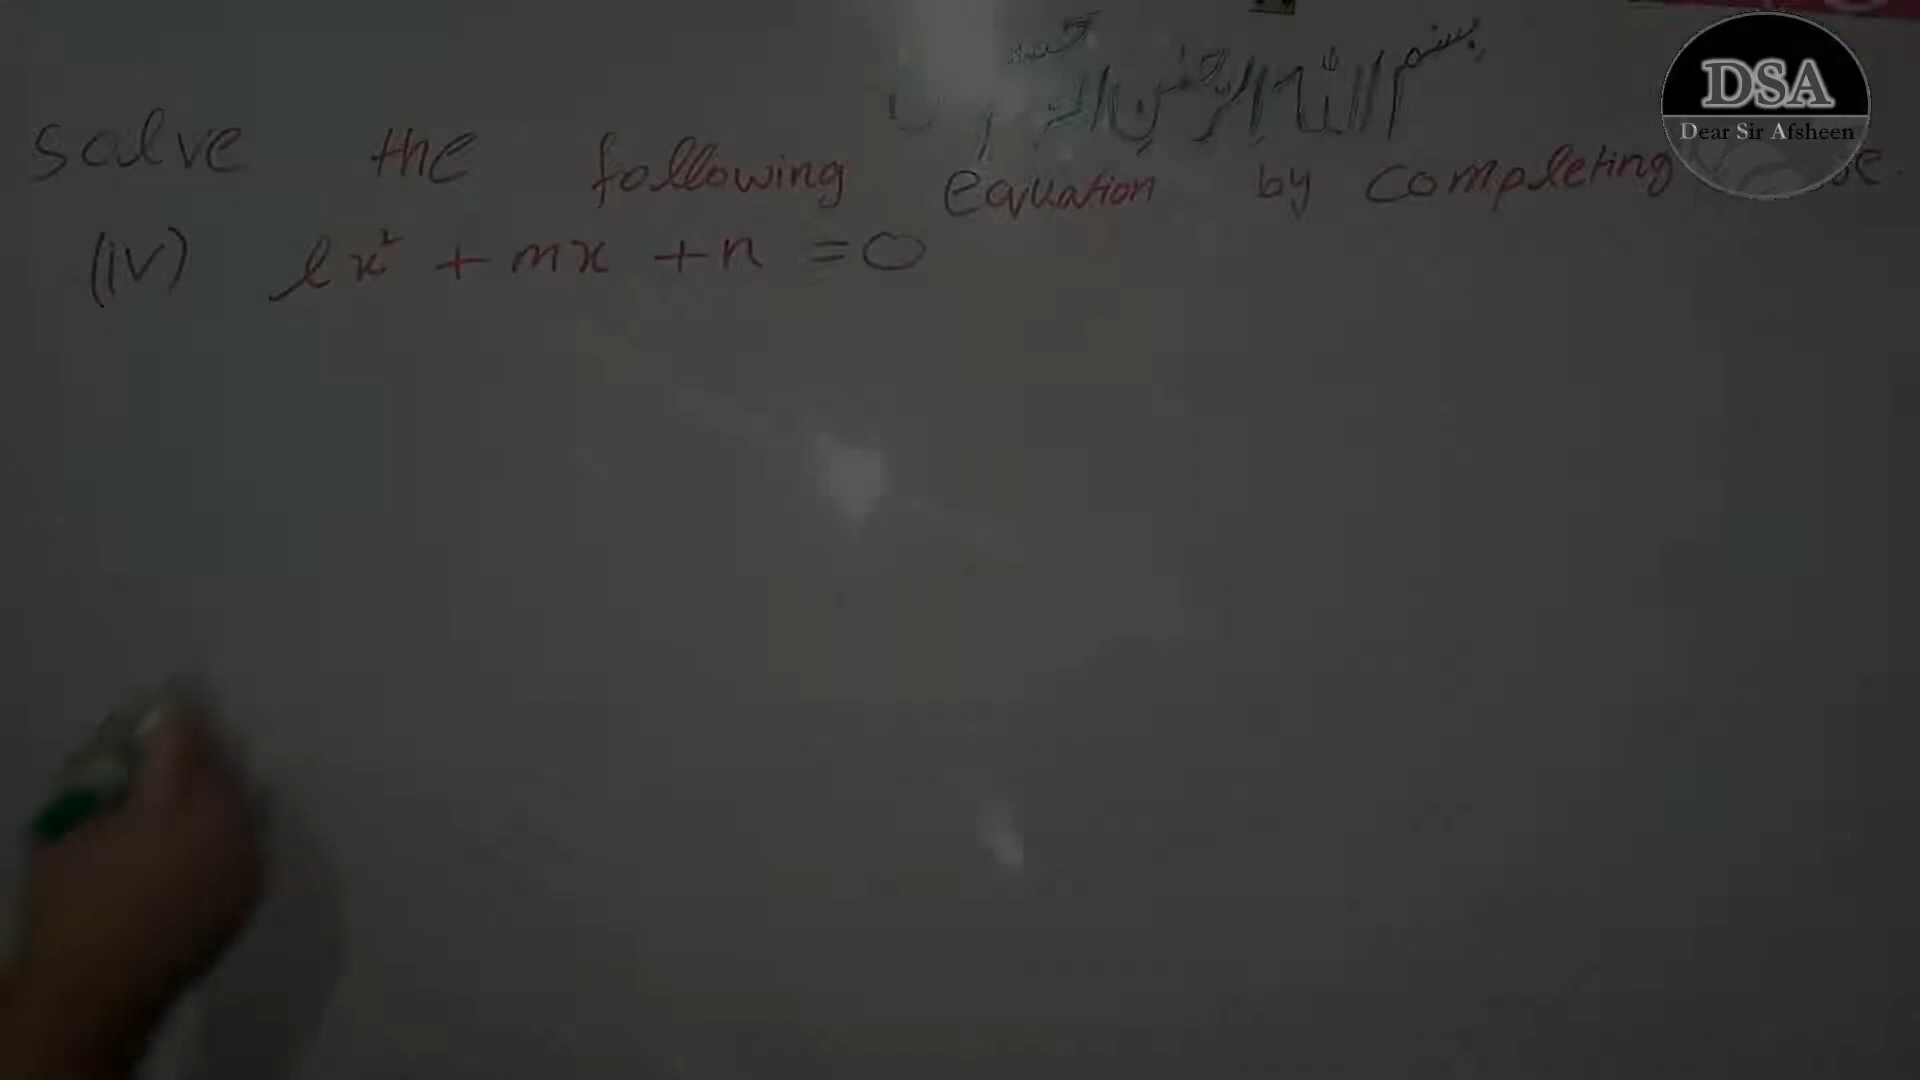 بسم اللہ الرحمٰن الرحیم
DSA
Dear Sir Afsheen
solve the following equation by completing
(iv) lx² + mx + n = 0